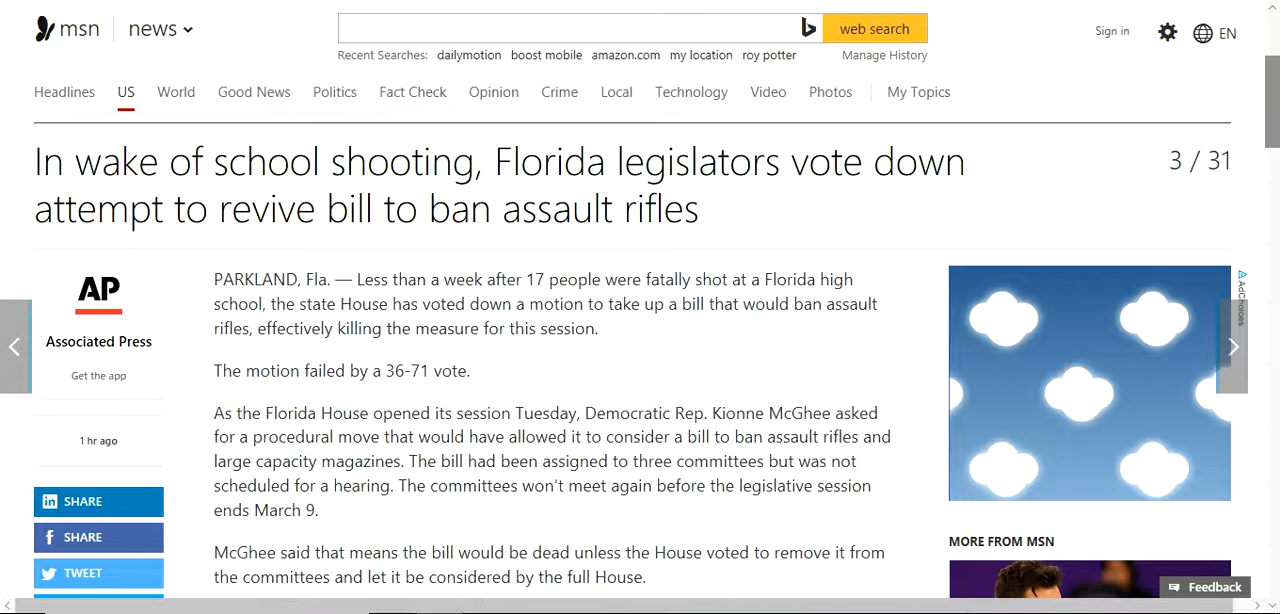 msn news
web search
Sign in
EN
Recent Searches: dailymotion boost mobile amazon.com my location roy potter Manage History
Headlines US World Good News Politics Fact Check Opinion Crime Local Technology Video Photos My Topics
In wake of school shooting, Florida legislators vote down
attempt to revive bill to ban assault rifles
3 / 31
AP
Associated Press
Get the app
1 hr ago
in SHARE
f SHARE
TWEET
PARKLAND, Fla. — Less than a week after 17 people were fatally shot at a Florida high
school, the state House has voted down a motion to take up a bill that would ban assault
rifles, effectively killing the measure for this session.
The motion failed by a 36-71 vote.
As the Florida House opened its session Tuesday, Democratic Rep. Kionne McGhee asked
for a procedural move that would have allowed it to consider a bill to ban assault rifles and
large capacity magazines. The bill had been assigned to three committees but was not
scheduled for a hearing. The committees won't meet again before the legislative session
ends March 9.
McGhee said that means the bill would be dead unless the House voted to remove it from
the committees and let it be considered by the full House.
AdChoices
MORE FROM MSN
Feedback